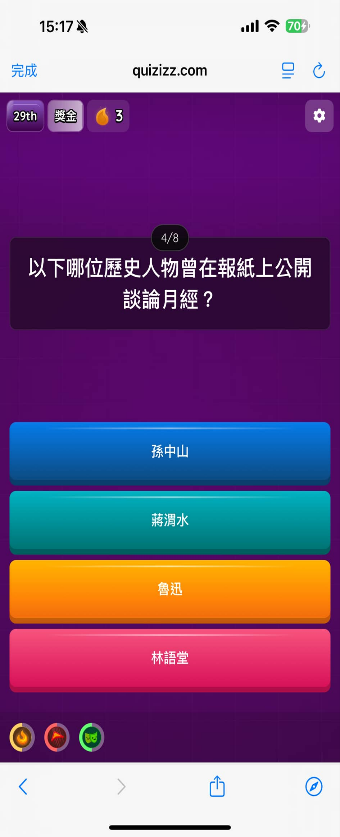 15:17
70
完成
quizizz.com
29th
獎金
3
4/8
以下哪位歷史人物曾在報紙上公開
談論月經？
孫中山
蔣渭水
魯迅
林語堂